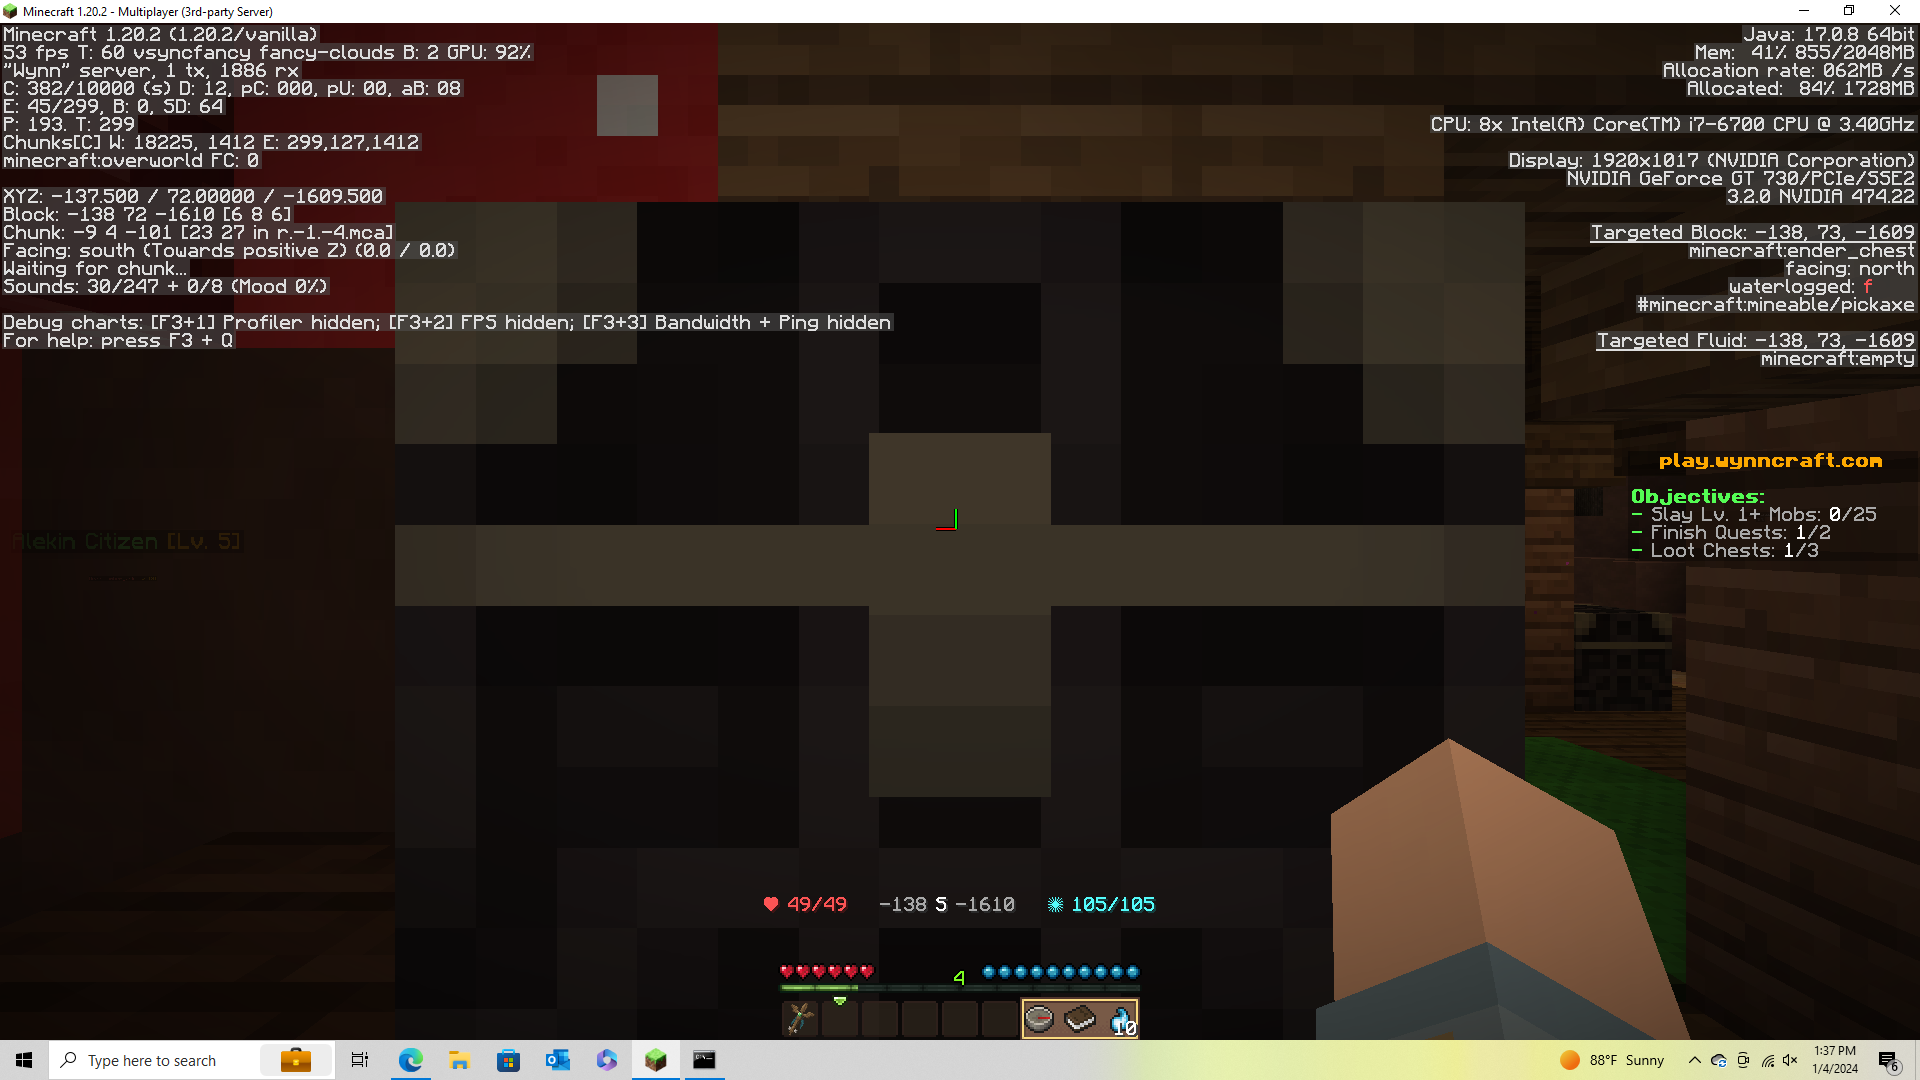 Minecraft 1.20.2 - Multiplayer (3rd-party Server)
Minecraft 1.20.2 (1.20.2/vanilla)
53 fps T: 60 vsyncfancy fancy-clouds B: 2 GPU: 92%
"Wynn" server, 1 tx, 1886 rx
C: 382/10000 (s) D: 12, pC: 000, pU: 00, aB: 08
E: 45/299, B: 0, SD: 64
P: 193. T: 299
Chunks[C] W: 18225, 1412 E: 299,127,1412
minecraft:overworld FC: 0
XYZ: -137.500 / 72.00000 / -1609.500
Block: -138 72 -1610 [6 8 6]
Chunk: -9 4 -101 [23 27 in r.-1.-4.mca]
Facing: south (Towards positive Z) (0.0 / 0.0)
Waiting for chunk...
Sounds: 30/247 + 0/8 (Mood 0%)
Debug charts: [F3+1] Profiler hidden; [F3+2] FPS hidden; [F3+3] Bandwidth + Ping hidden
For help: press F3 + Q
Java: 17.0.8 64bit
Mem: 41% 855/2048MB
Allocation rate: 062MB /s
Allocated: 84% 1728MB
CPU: 8x Intel(R) Core(TM) i7-6700 CPU @ 3.40GHz
Display: 1920x1017 (NVIDIA Corporation)
NVIDIA GeForce GT 730/PCIe/SSE2
3.2.0 NVIDIA 474.22
Targeted Block: -138, 73, -1609
minecraft:ender_chest
facing: north
waterlogged: f
#minecraft:mineable/pickaxe
Targeted Fluid: -138, 73, -1609
minecraft:empty
play.wynncraft.com
Objectives:
- Slay Lv. 1+ Mobs: 0/25
- Finish Quests: 1/2
- Loot Chests: 1/3
Alekin Citizen [Lv. 5]
49/49 -138 S -1610 105/105
4
10
Type here to search
88°F Sunny
1:37 PM
1/4/2024
6